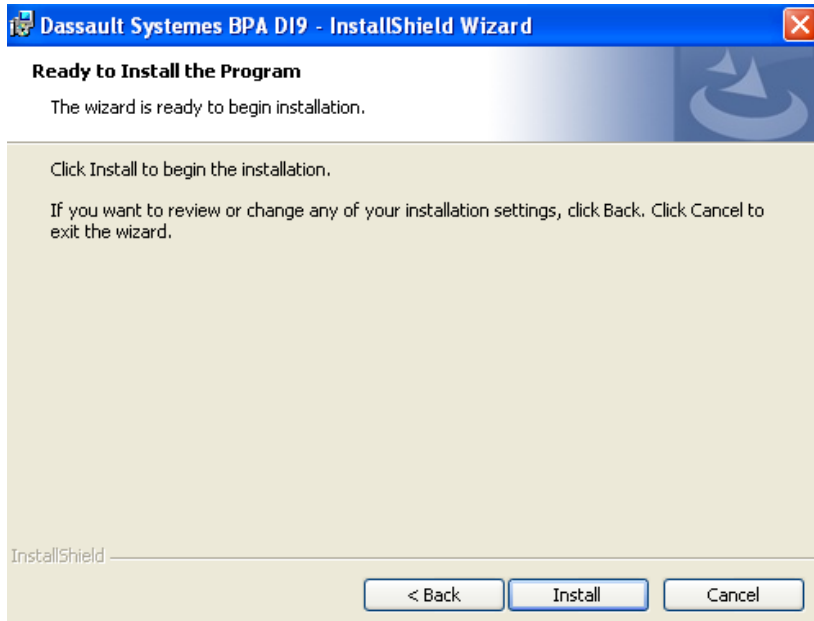 Dassault Systemes BPA DI9 - InstallShield Wizard
Ready to Install the Program
The wizard is ready to begin installation.
Click Install to begin the installation.
If you want to review or change any of your installation settings, click Back. Click Cancel to
exit the wizard.
InstallShield
< Back Install Cancel